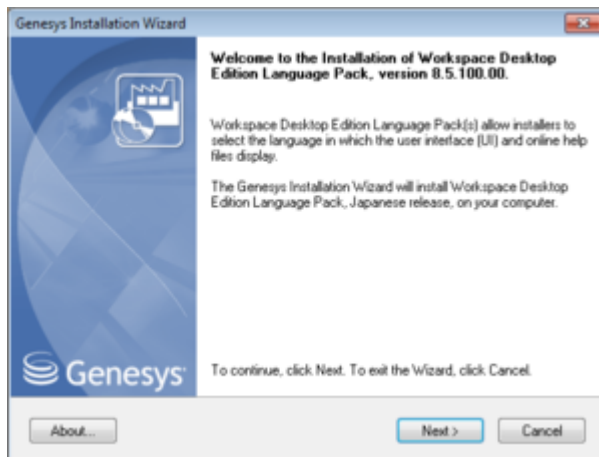 Genesys Installation Wizard
Welcome to the Installation of Workspace Desktop
Edition Language Pack, version 8.5.100.00.
Workspace Desktop Edition Language Pack(s) allow installers to
select the language in which the user interface (UI) and online help
files display.
The Genesys Installation Wizard will install Workspace Desktop
Edition Language Pack, Japanese release, on your computer.
Genesys
To continue, click Next. To exit the Wizard, click Cancel.
About...
Next >
Cancel